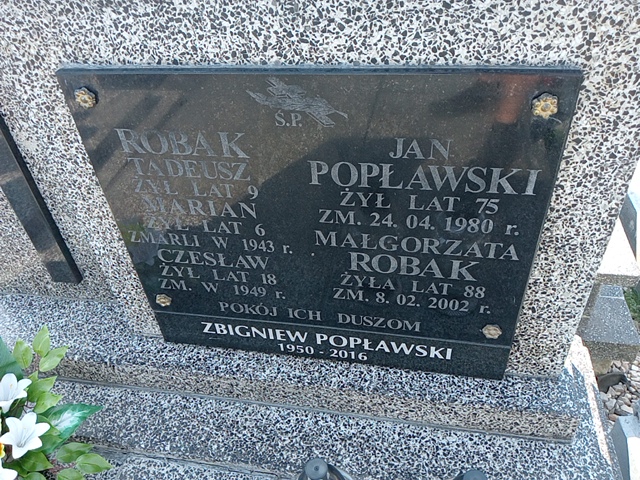 Ś.P.
ROBAK
TADEUSZ
ŻYŁ LAT 9
MARIAN
ŻYŁ LAT 6
ZMARLI W 1943 r.
CZESŁAW
ŻYŁ LAT 18
ZM. W 1949 r.
JAN
POPŁAWSKI
ŻYŁ LAT 75
ZM. 24. 04. 1980 r.
MAŁGORZATA
ROBAK
ŻYŁA LAT 88
ZM. 8. 02. 2002 r.
POKÓJ ICH DUSZOM
ZBIGNIEW POPŁAWSKI
1950 - 2016